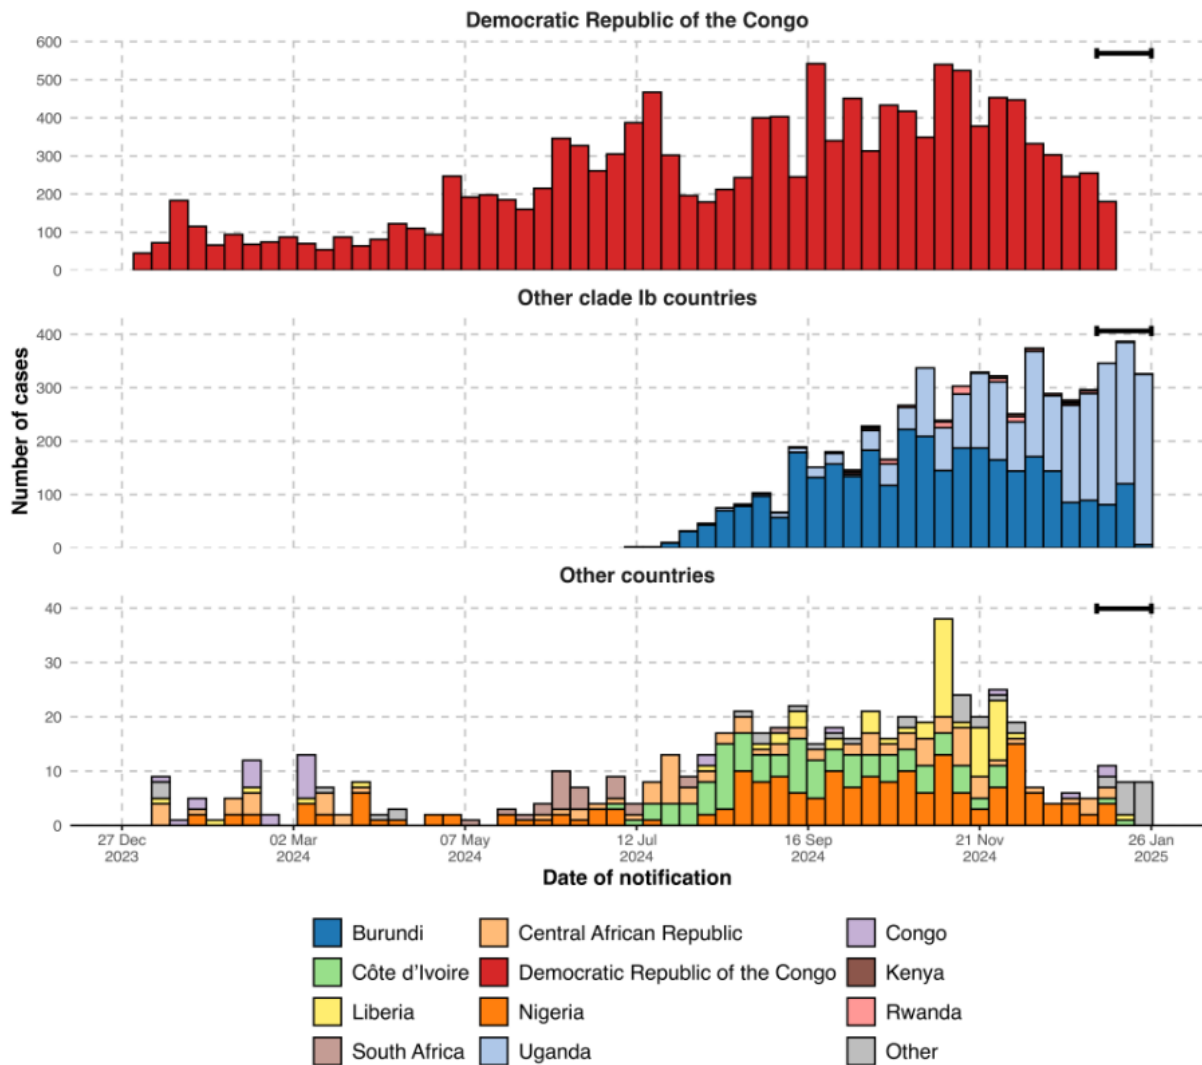 Democratic Republic of the Congo
600
500
400
300
200
100
0
Other clade Ib countries
400
300
200
100
0
Number of cases
Other countries
40
30
20
10
0
27 Dec 2023
02 Mar 2024
07 May 2024
12 Jul 2024
16 Sep 2024
21 Nov 2024
26 Jan 2025
Date of notification
Burundi
Central African Republic
Congo
Côte d'Ivoire
Democratic Republic of the Congo
Kenya
Liberia
Nigeria
Rwanda
South Africa
Uganda
Other